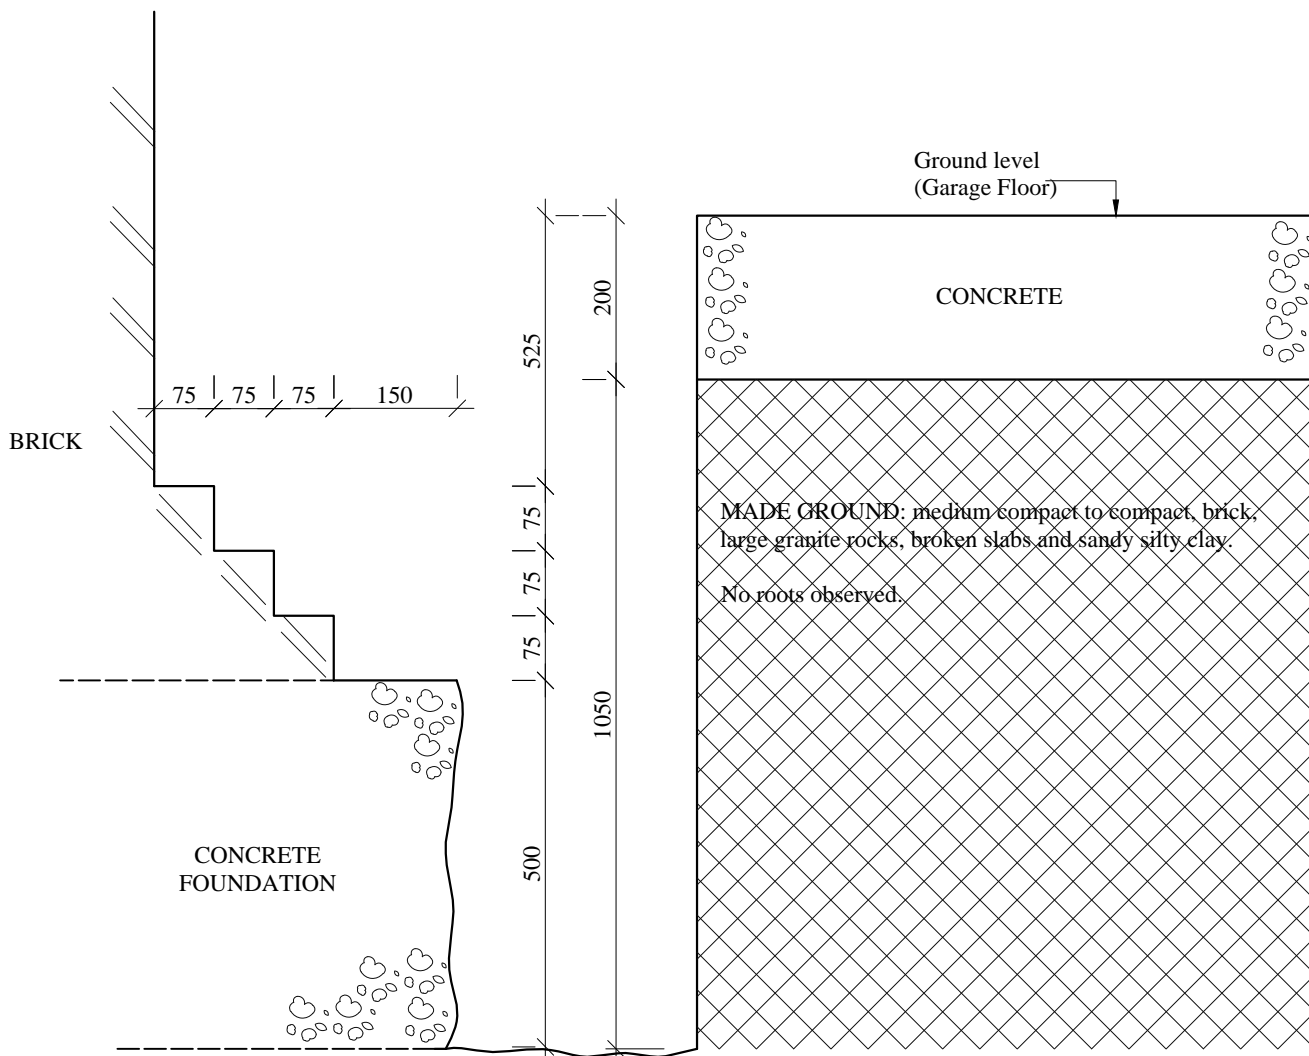 Ground level
(Garage Floor)
CONCRETE
200
525
75 75 75 150
BRICK
75
MADE GROUND: medium compact to compact, brick,
large granite rocks, broken slabs and sandy silty clay.
75
No roots observed.
75
1050
CONCRETE
FOUNDATION
500